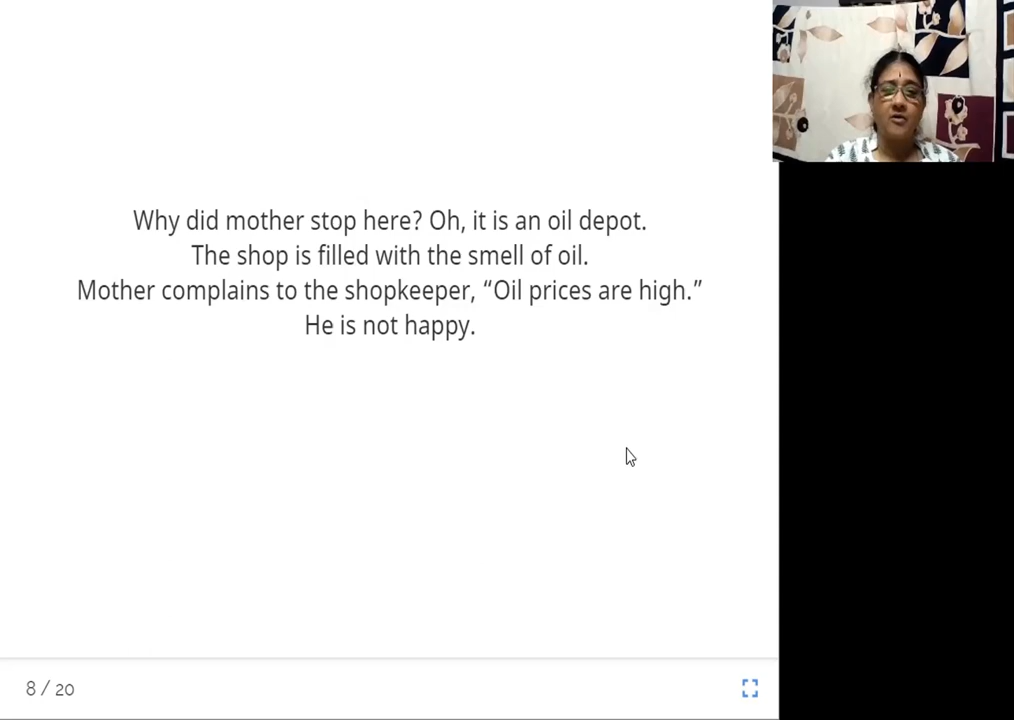 Why did mother stop here? Oh, it is an oil depot.
The shop is filled with the smell of oil.
Mother complains to the shopkeeper, “Oil prices are high.”
He is not happy.
8 / 20